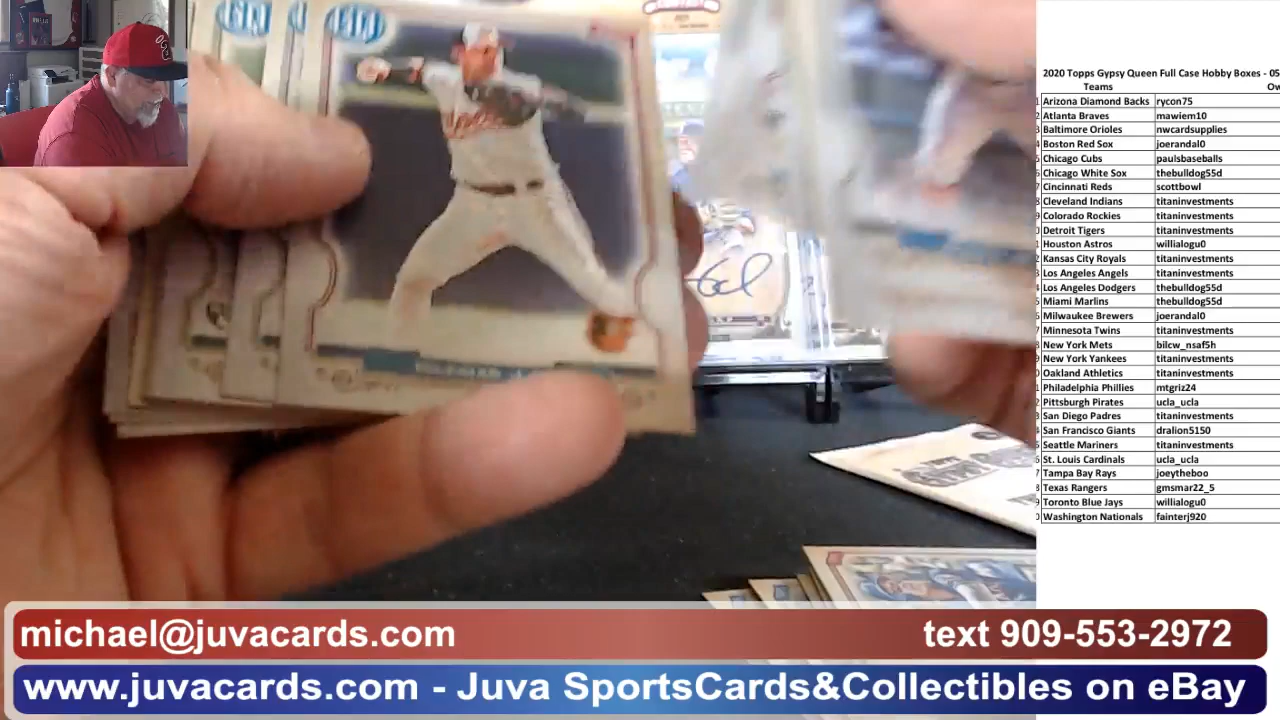 2020 Topps Gypsy Queen Full Case Hobby Boxes - 05
Teams Ow
Arizona Diamond Backs rycon75
Atlanta Braves mawiem10
Baltimore Orioles nwcardsupplies
Boston Red Sox joerandal0
Chicago Cubs paulsbaseballs
Chicago White Sox thebulldog55d
Cincinnati Reds scottbowl
Cleveland Indians titaninvestments
Colorado Rockies titaninvestments
Detroit Tigers titaninvestments
Houston Astros willialogu0
Kansas City Royals titaninvestments
Los Angeles Angels titaninvestments
Los Angeles Dodgers thebulldog55d
Miami Marlins thebulldog55d
Milwaukee Brewers joerandal0
Minnesota Twins titaninvestments
New York Mets bilcw_nsaf5h
New York Yankees titaninvestments
Oakland Athletics titaninvestments
Philadelphia Phillies mtgriz24
Pittsburgh Pirates ucla_ucla
San Diego Padres titaninvestments
San Francisco Giants dralion5150
Seattle Mariners titaninvestments
St. Louis Cardinals ucla_ucla
Tampa Bay Rays joeytheboo
Texas Rangers gmsmar22_5
Toronto Blue Jays willialogu0
Washington Nationals fainterj920
michael@juvacards.com text 909-553-2972
www.juvacards.com - Juva SportsCards&Collectibles on eBay